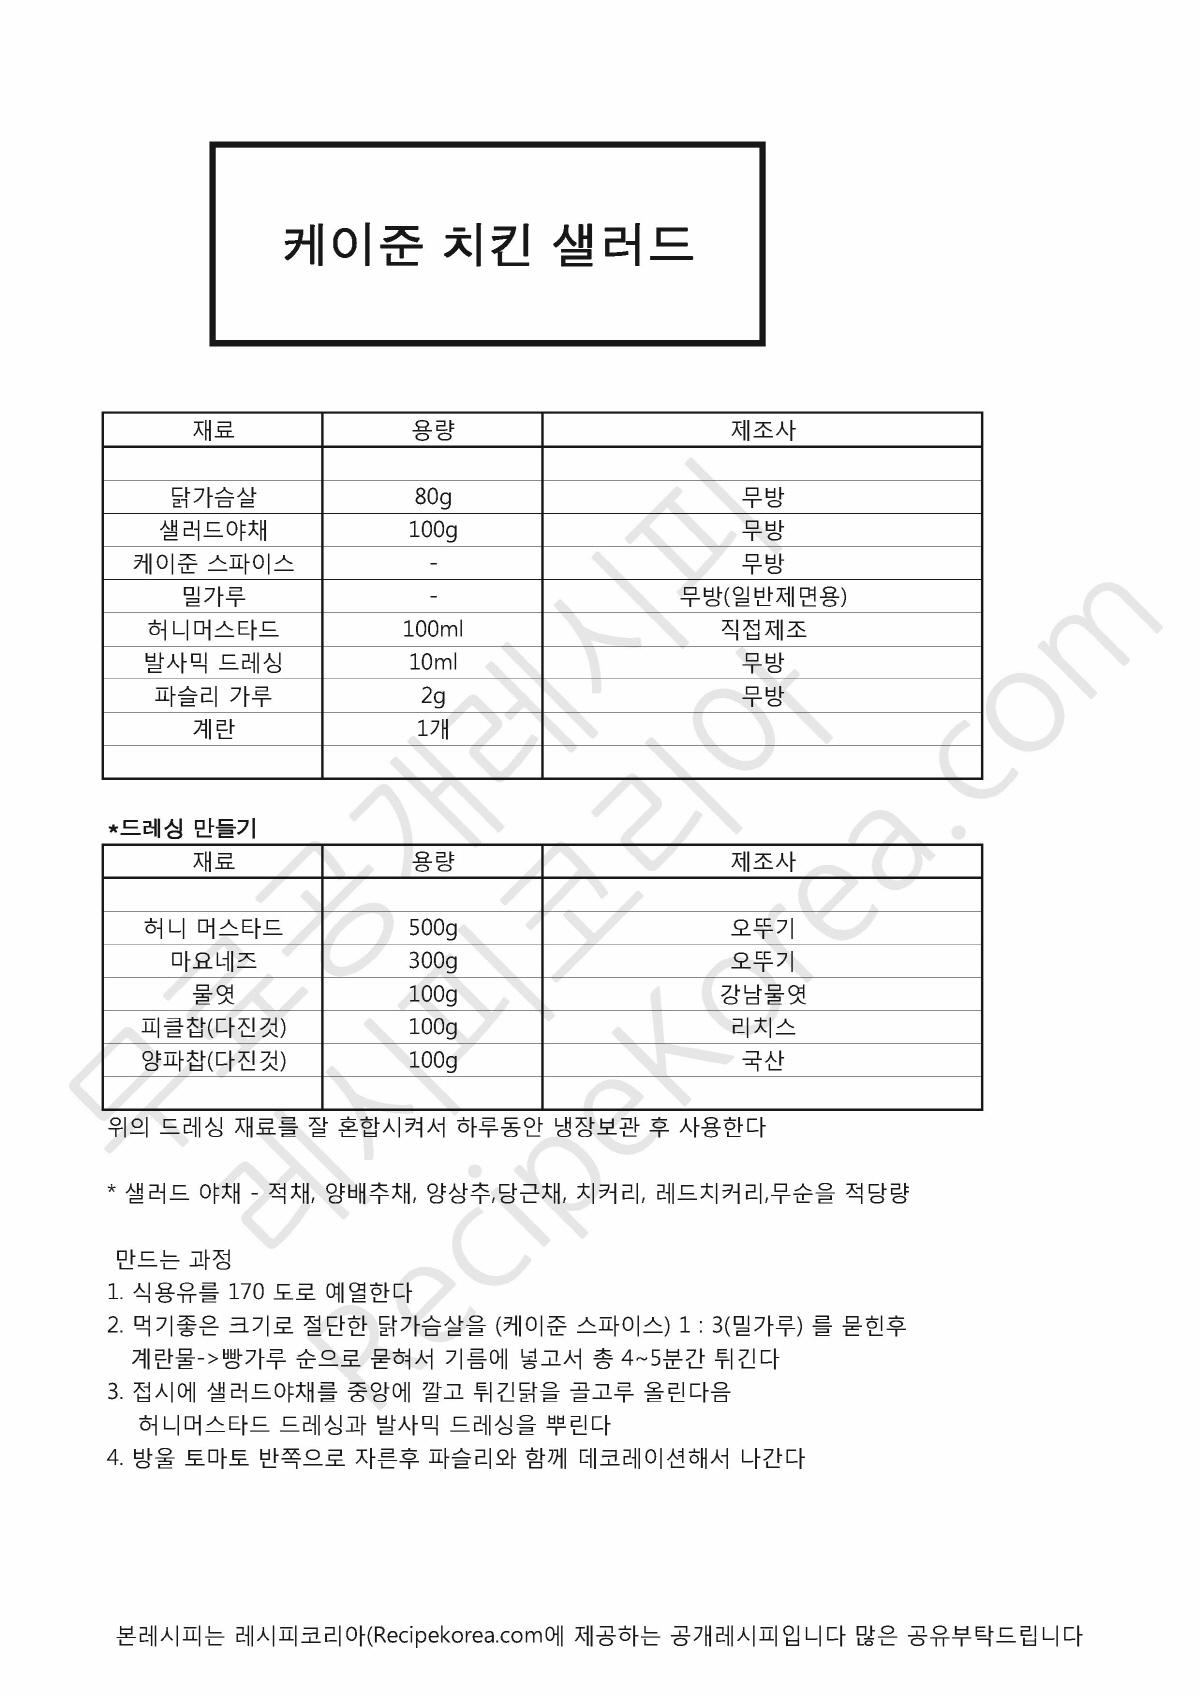 케이준 치킨 샐러드
재료 용량 제조사
닭가슴살 80g 무방
샐러드야채 100g 무방
케이준 스파이스 - 무방
밀가루 - 무방(일반제면용)
허니머스타드 100ml 직접제조
발사믹 드레싱 10ml 무방
파슬리 가루 2g 무방
계란 1개
*드레싱 만들기
재료 용량 제조사
허니 머스타드 500g 오뚜기
마요네즈 300g 오뚜기
물엿 100g 강남물엿
피클찹(다진것) 100g 리치스
양파찹(다진것) 100g 국산
위의 드레싱 재료를 잘 혼합시켜서 하루동안 냉장보관 후 사용한다
* 샐러드 야채 - 적채, 양배추채, 양상추,당근채, 치커리, 레드치커리,무순을 적당량
만드는 과정
1. 식용유를 170 도로 예열한다
2. 먹기좋은 크기로 절단한 닭가슴살을 (케이준 스파이스) 1 : 3(밀가루) 를 묻힌후
계란물->빵가루 순으로 묻혀서 기름에 넣고서 총 4~5분간 튀긴다
3. 접시에 샐러드야채를 중앙에 깔고 튀긴닭을 골고루 올린다음
허니머스타드 드레싱과 발사믹 드레싱을 뿌린다
4. 방울 토마토 반쪽으로 자른후 파슬리와 함께 데코레이션해서 나간다
본레시피는 레시피코리아(Recipekorea.com에 제공하는 공개레시피입니다 많은 공유부탁드립니다
무료공개레시피
레시피코리아
RecipeKorea.com